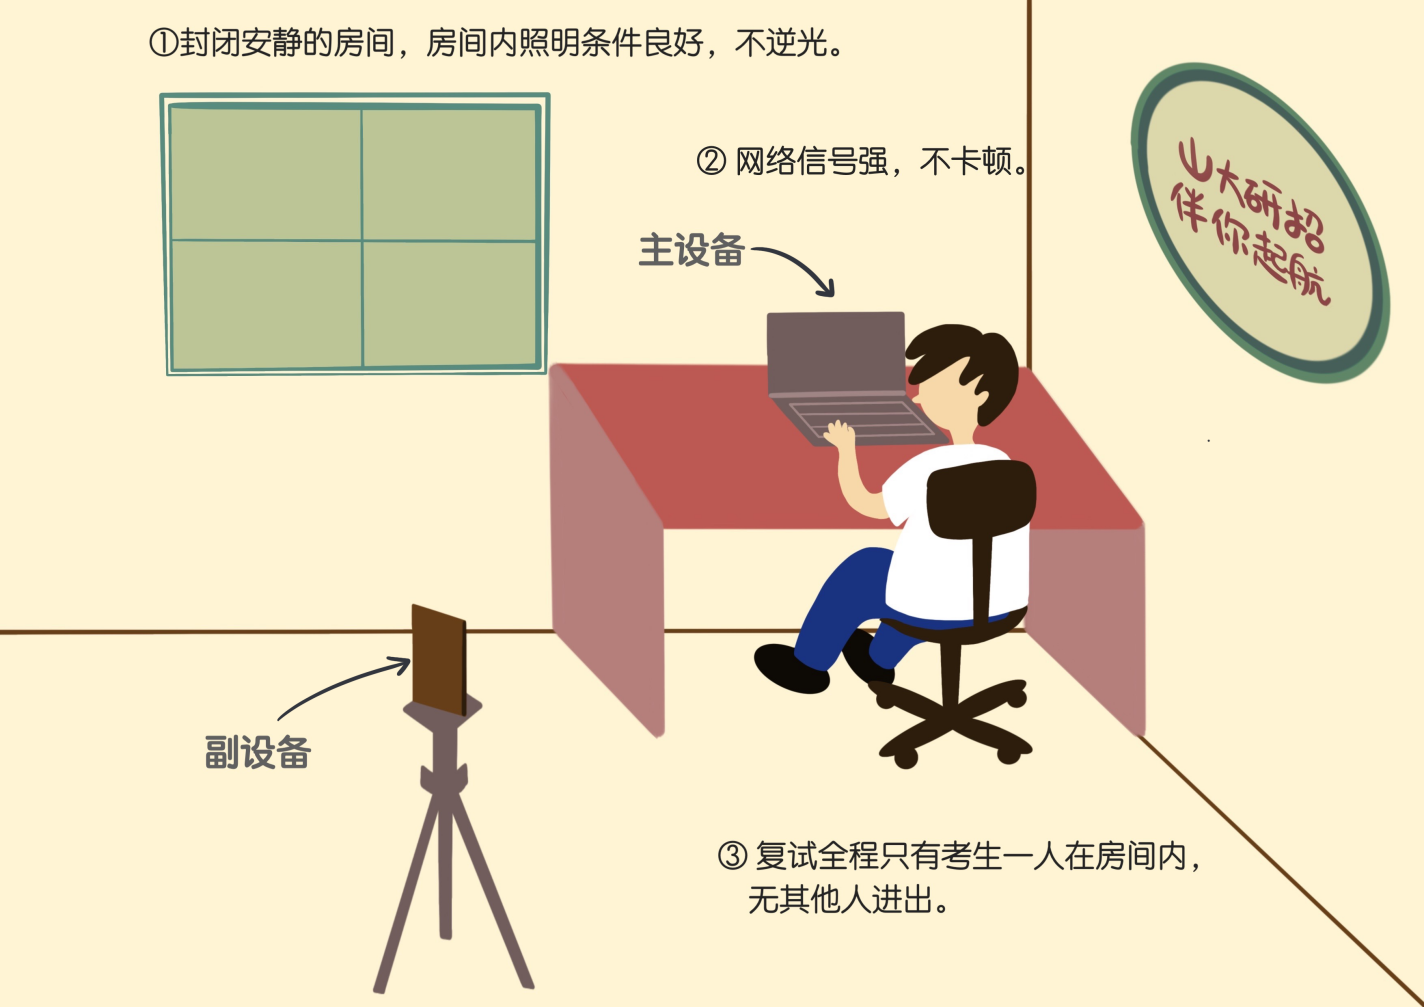 ①封闭安静的房间，房间内照明条件良好，不逆光。
② 网络信号强，不卡顿。
主设备
山大研招
伴你起航
副设备
③ 复试全程只有考生一人在房间内，
无其他人进出。